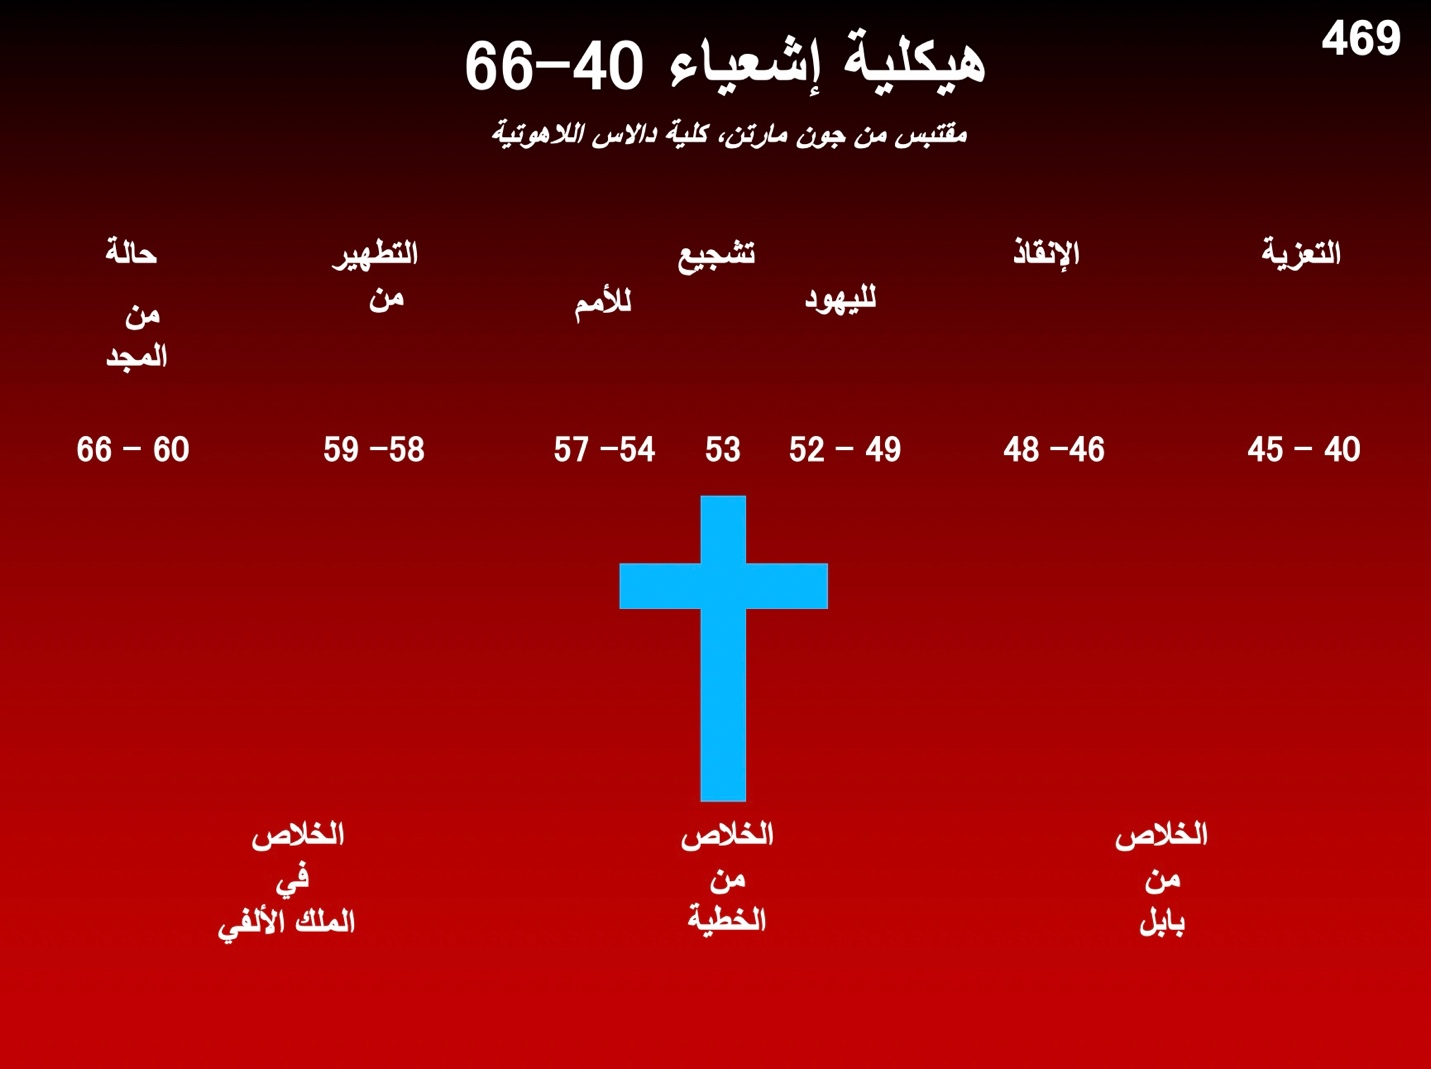 469
هيكلية إشعياء 40–66
مقتبس من جون مارتن، كلية دالاس اللاهوتية
التعزية
الإنقاذ
تشجيع
لليهود
للأمم
التطهير
من
حالة
من
المجد
40 – 45
46– 48
49 – 52
53
54– 57
58– 59
60 – 66
الخلاص
من
بابل
الخلاص
من
الخطية
الخلاص
في
الملك الألفي